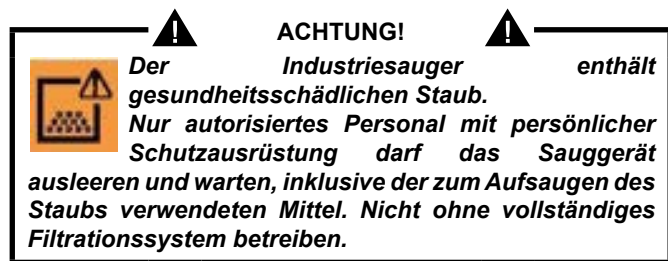 ACHTUNG!
Der Industriesauger enthält
gesundheitsschädlichen Staub.
Nur autorisiertes Personal mit persönlicher
Schutzausrüstung darf das Sauggerät
ausleeren und warten, inklusive der zum Aufsaugen des
Staubs verwendeten Mittel. Nicht ohne vollständiges
Filtrationssystem betreiben.